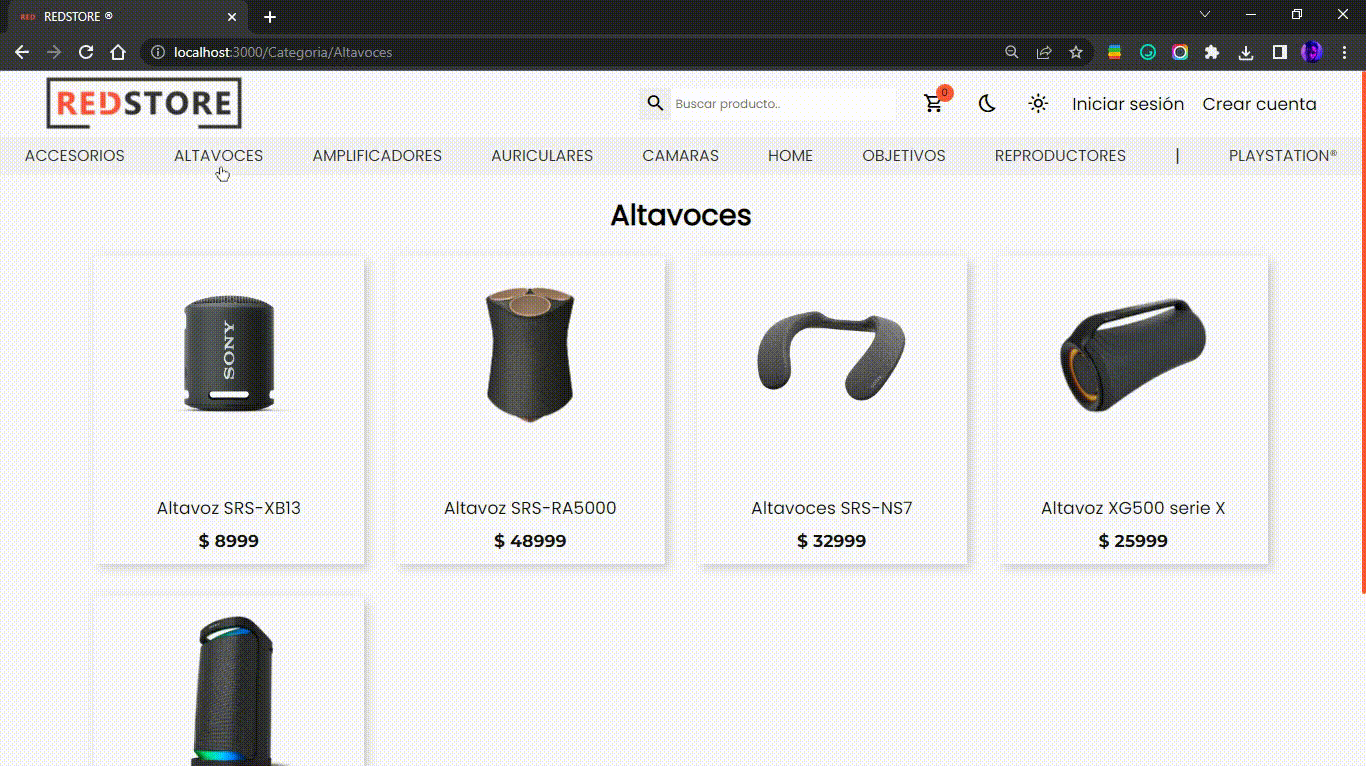 RED REDSTORE ®
localhost:3000/Categoria/Altavoces
REDSTORE
Buscar producto..
0
Iniciar sesión
Crear cuenta
ACCESORIOS ALTAVOCES AMPLIFICADORES AURICULARES CAMARAS HOME OBJETIVOS REPRODUCTORES | PLAYSTATION®
Altavoces
SONY
Altavoz SRS-XB13
$ 8999
Altavoz SRS-RA5000
$ 48999
Altavoces SRS-NS7
$ 32999
Altavoz XG500 serie X
$ 25999